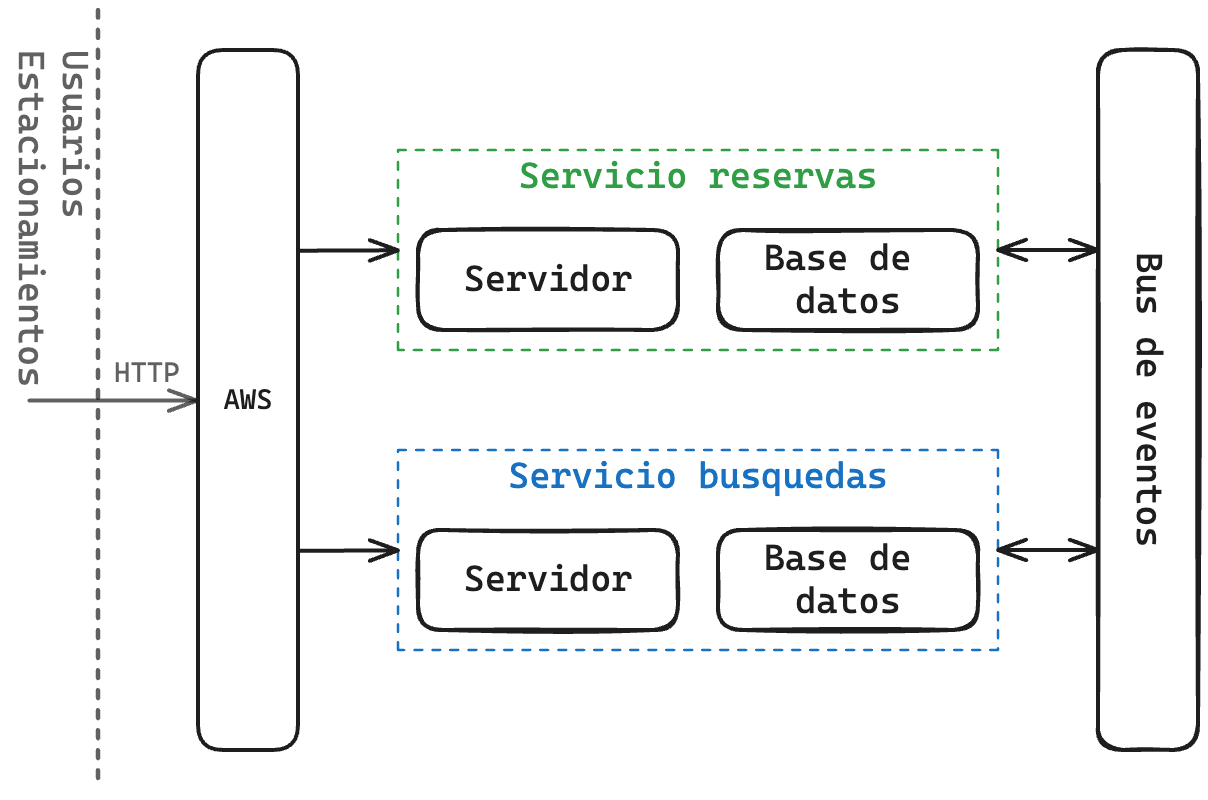 Usuarios
Estacionamientos
HTTP
AWS
Servicio reservas
Servidor
Base de
datos
Servicio busquedas
Servidor
Base de
datos
Bus de eventos